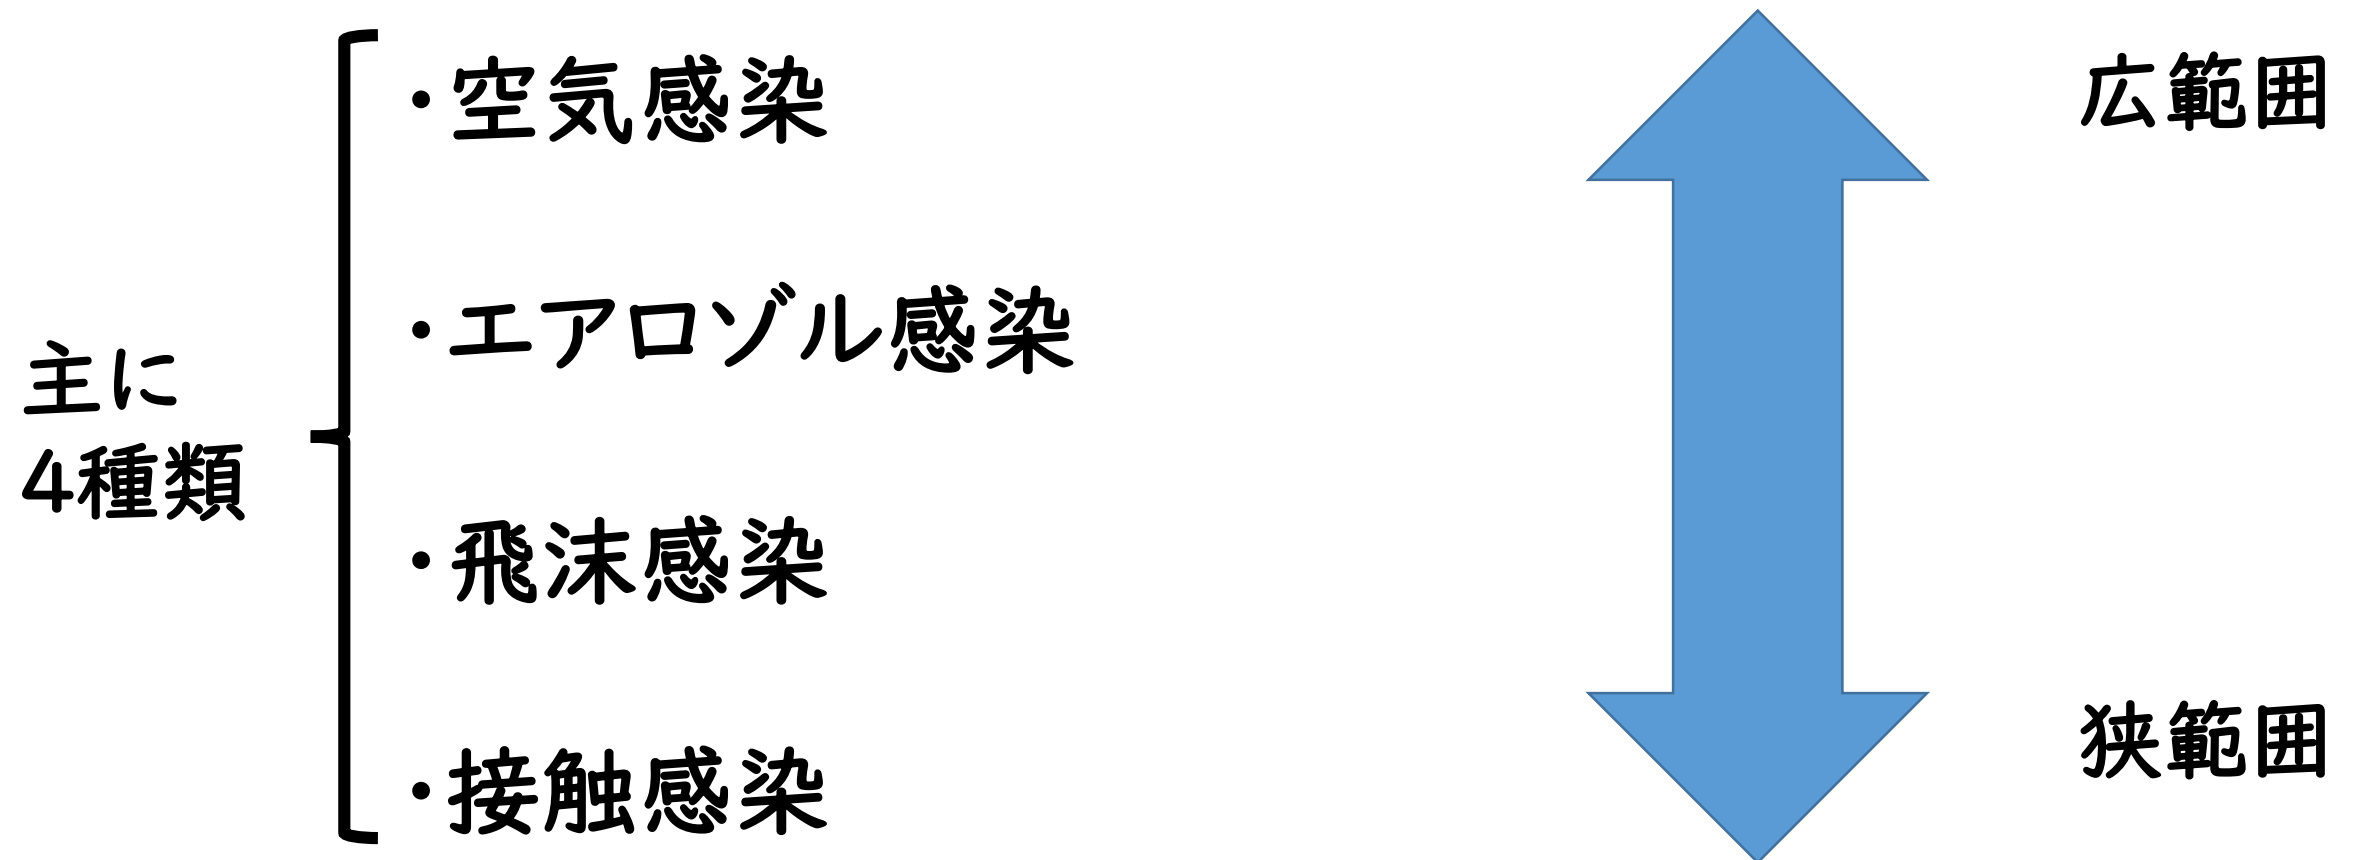 ・空気感染
広範囲
・エアロゾル感染
主に
4種類
・飛沫感染
・接触感染
狭範囲